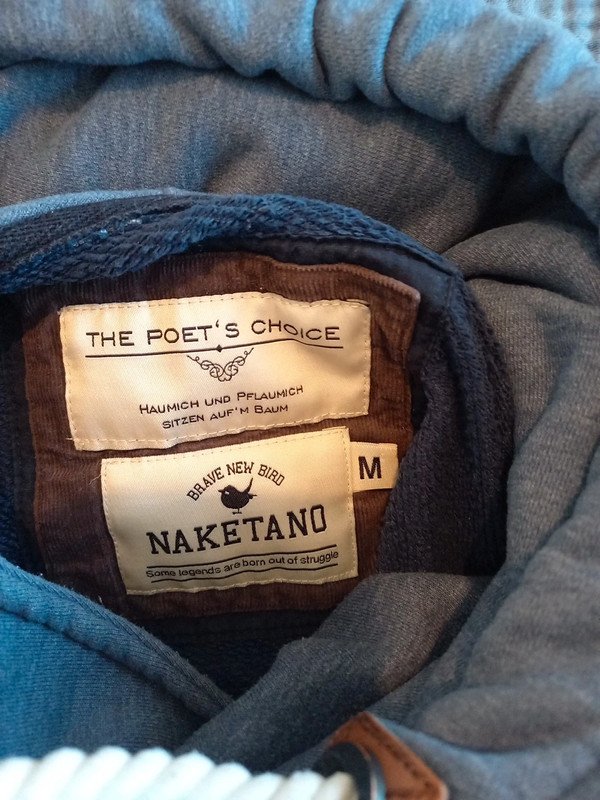 THE POET'S CHOICE
HAUMICH UND PFLAUMICH
SITZEN AUF'M BAUM
BRAVE NEW BIRD
M
NAKETANO
Some legends are born out of struggle